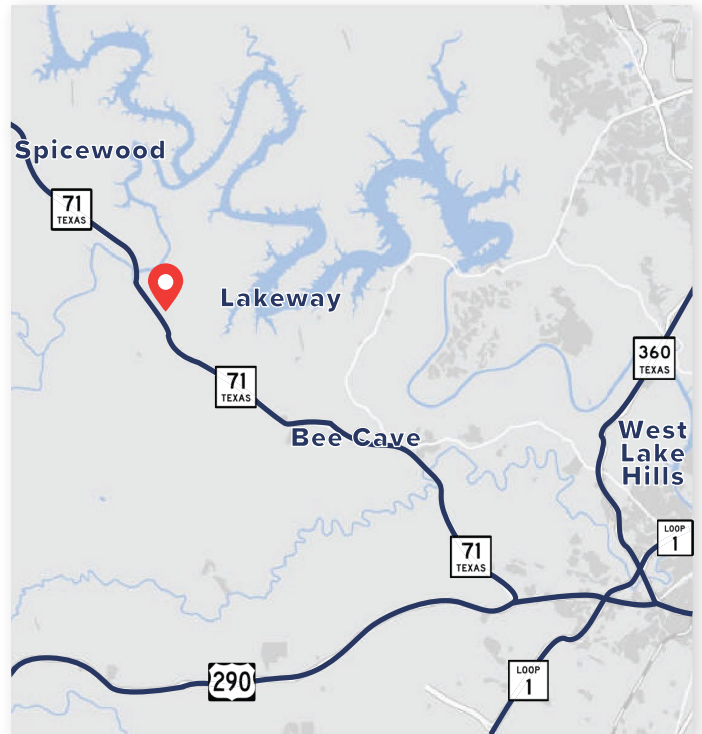 Spicewood
71
TEXAS
Lakeway
360
TEXAS
71
TEXAS
West
Lake
Hills
Bee Cave
LOOP
1
71
TEXAS
290
LOOP
1